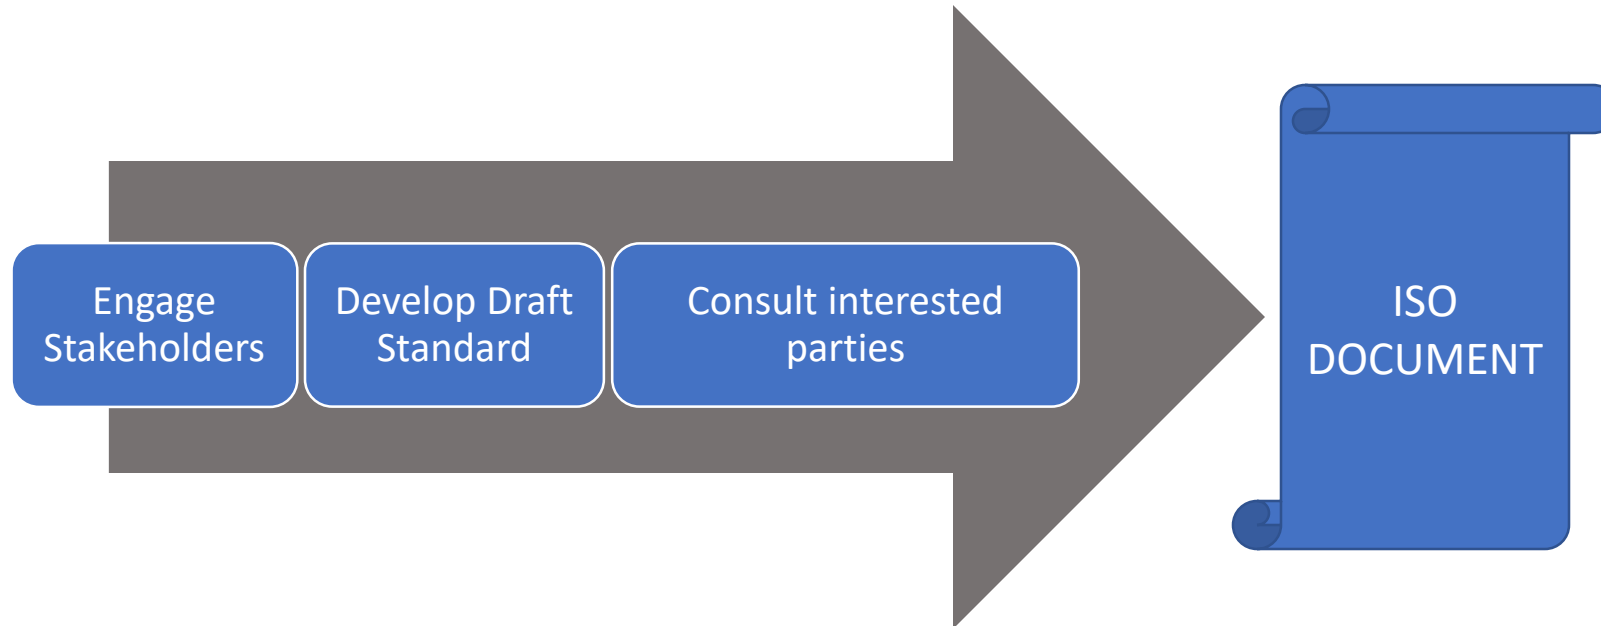 Engage
Stakeholders
Develop Draft
Standard
Consult interested
parties
ISO
DOCUMENT